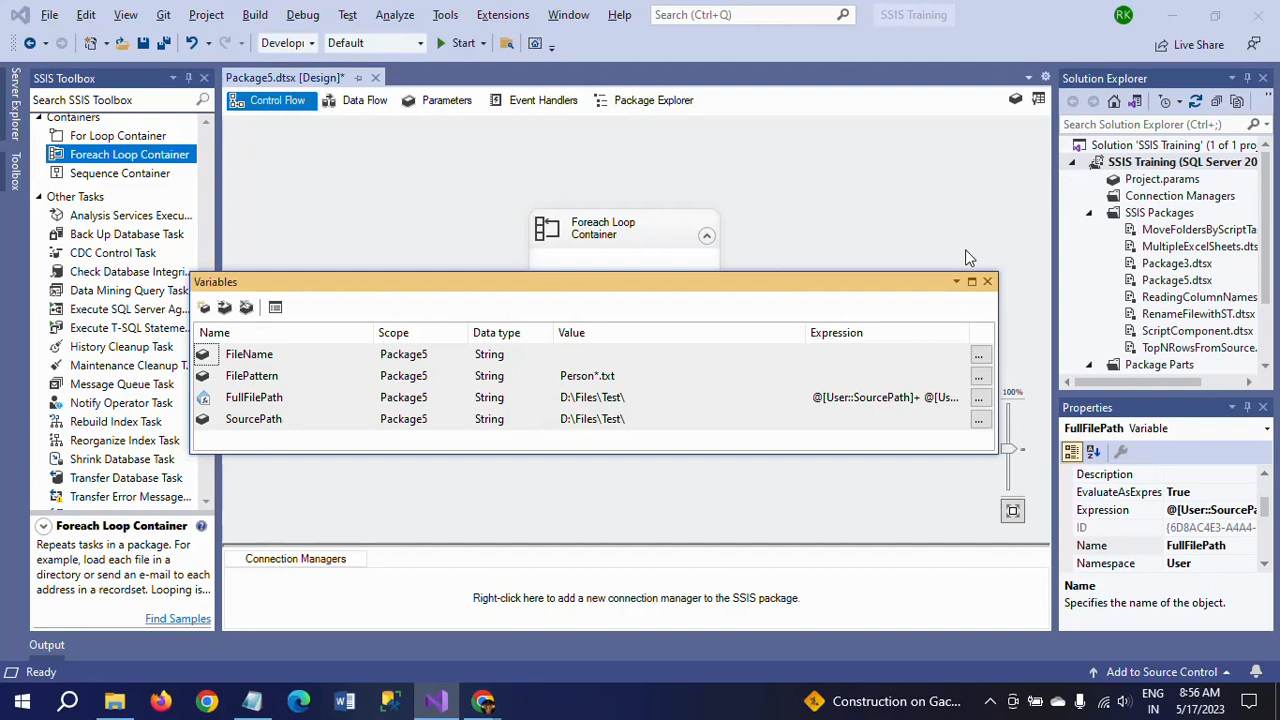 File Edit View Git Project Build Debug Test Analyze Tools Extensions Window Help Search (Ctrl+Q) SSIS Training RK
Developi Default Start Live Share
Server Explorer
Toolbox
SSIS Toolbox
Search SSIS Toolbox
Containers
For Loop Container
Foreach Loop Container
Sequence Container
Other Tasks
Analysis Services Execu...
Back Up Database Task
CDC Control Task
Check Database Integri...
Data Mining Query Task
Execute SQL Server Ag...
Execute T-SQL Stateme...
History Cleanup Task
Maintenance Cleanup T...
Message Queue Task
Notify Operator Task
Rebuild Index Task
Reorganize Index Task
Shrink Database Task
Transfer Database Task
Transfer Error Message...
Foreach Loop Container
Repeats tasks in a package. For
example, load each file in a
directory or send an e-mail to each
address in a recordset. Looping is...
Find Samples
Package5.dtsx [Design]*
Control Flow Data Flow Parameters Event Handlers Package Explorer
Foreach Loop
Container
Variables
Name Scope Data type Value Expression
FileName Package5 String ...
FilePattern Package5 String Person*.txt ...
FullFilePath Package5 String D:\Files\Test\ @[User::SourcePath]+ @[Us... ...
SourcePath Package5 String D:\Files\Test\ ...
100%
Connection Managers
Right-click here to add a new connection manager to the SSIS package.
Solution Explorer
Search Solution Explorer (Ctrl+;)
Solution 'SSIS Training' (1 of 1 proj
SSIS Training (SQL Server 20
Project.params
Connection Managers
SSIS Packages
MoveFoldersByScriptTa
MultipleExcelSheets.dts
Package3.dtsx
Package5.dtsx
ReadingColumnNames
RenameFilewithST.dtsx
ScriptComponent.dtsx
TopNRowsFromSource.
Package Parts
Properties
FullFilePath Variable
Description
EvaluateAsExpres True
Expression @[User::SourcePa
ID {6D8AC4E3-A4A4-
Name FullFilePath
Namespace User
Name
Specifies the name of the object.
Output
Ready Add to Source Control
Construction on Gac... ENG IN 8:56 AM 5/17/2023